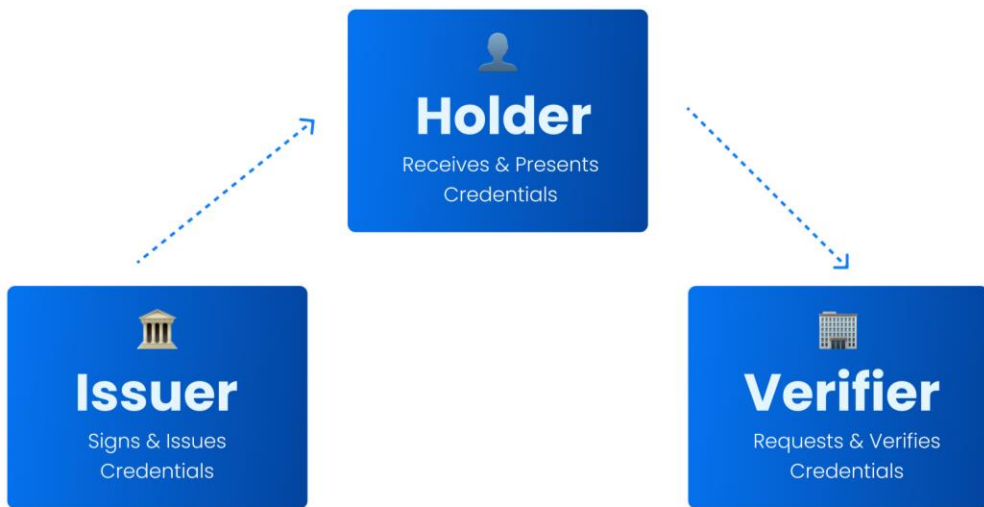 Holder
Receives & Presents
Credentials
Issuer
Signs & Issues
Credentials
Verifier
Requests & Verifies
Credentials